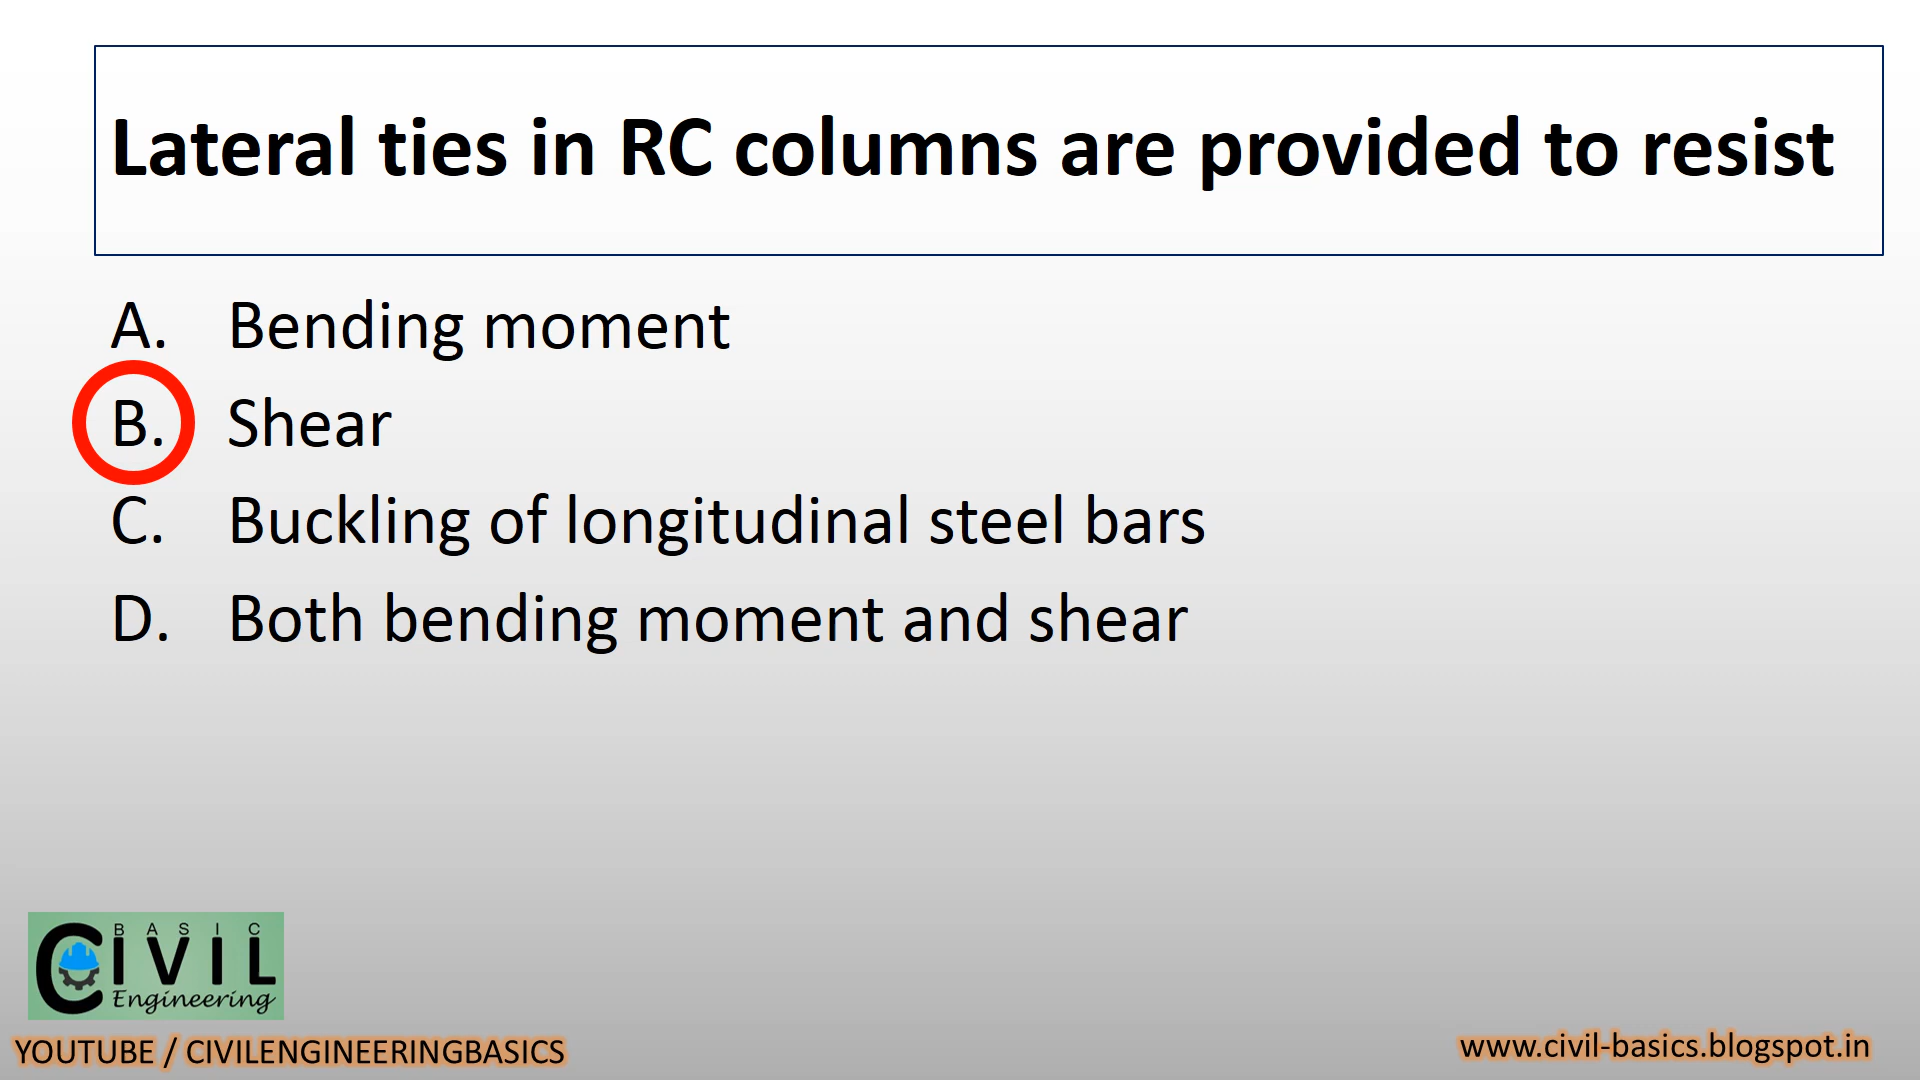 Lateral ties in RC columns are provided to resist
A. Bending moment
B. Shear
C. Buckling of longitudinal steel bars
D. Both bending moment and shear
BASIC
CIVIL
Engineering
YOUTUBE / CIVILENGINEERINGBASICS
www.civil-basics.blogspot.in